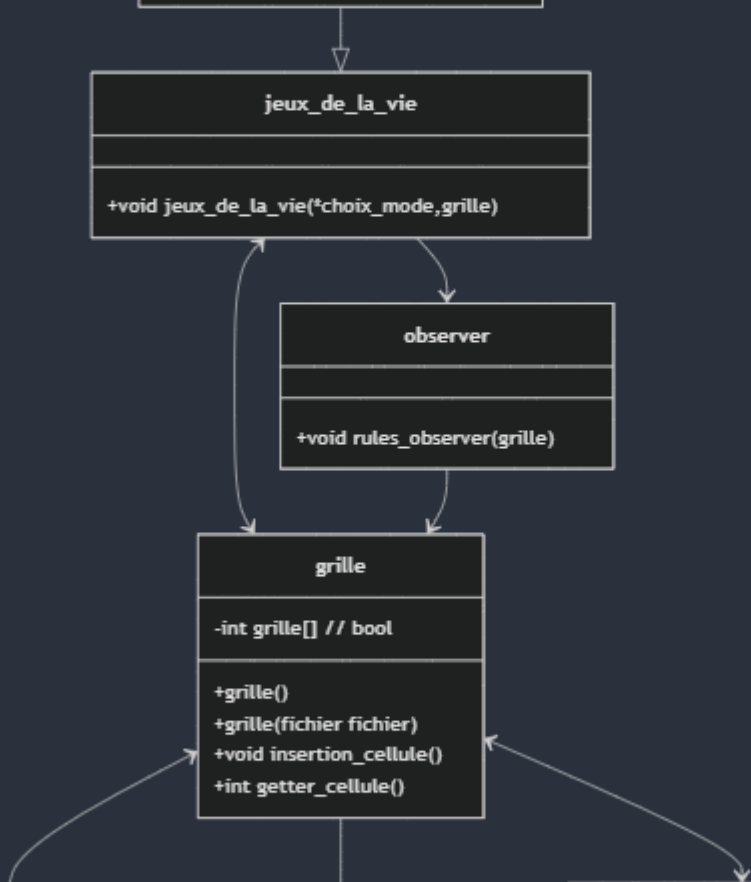 jeux_de_la_vie
+void jeux_de_la_vie(*choix_mode,grille)
observer
+void rules_observer(grille)
grille
-int grille[] // bool
+grille()
+grille(fichier fichier)
+void insertion_cellule()
+int getter_cellule()